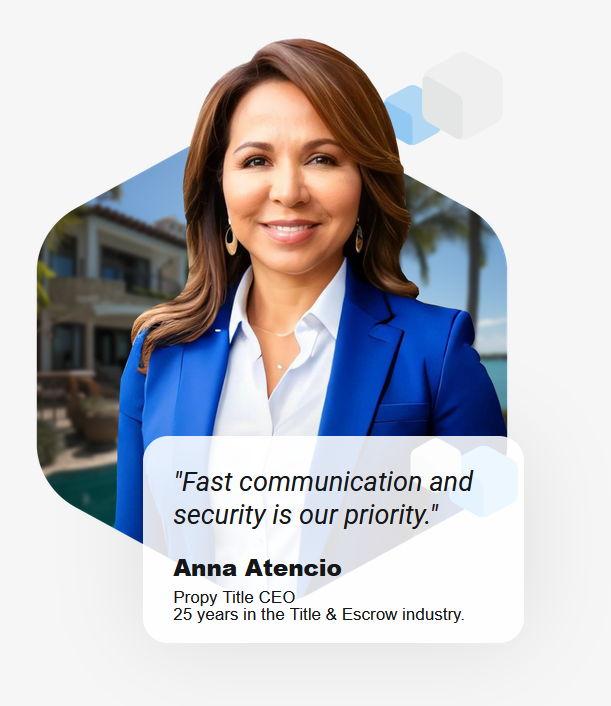 "Fast communication and
security is our priority."
Anna Atencio
Propy Title CEO
25 years in the Title & Escrow industry.